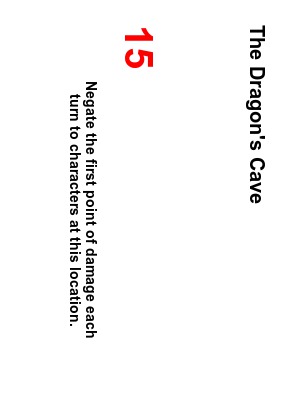 The Dragon's Cave
15
Negate the first point of damage each
turn to characters at this location.